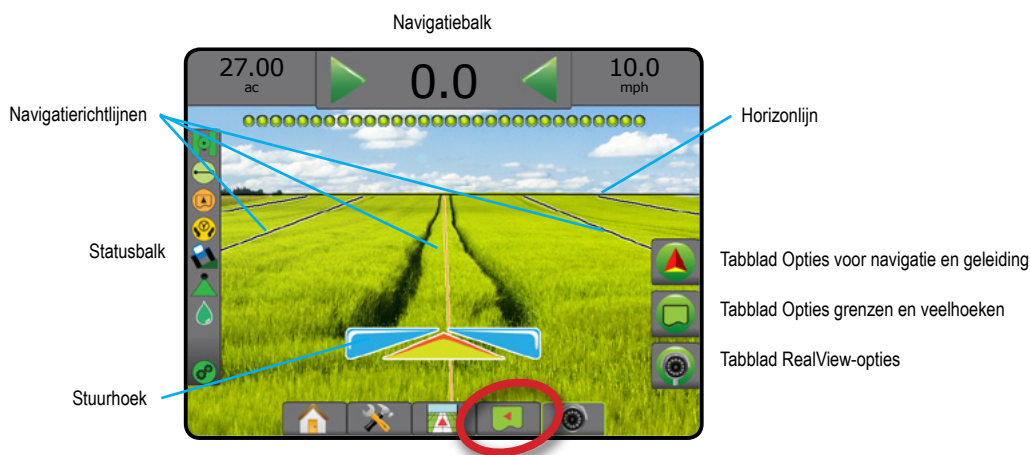 Navigatiebalk
27.00
ac
0.0
10.0
mph
Navigatierichtlijnen
Horizonlijn
Statusbalk
Tabblad Opties voor navigatie en geleiding
Tabblad Opties grenzen en veelhoeken
Tabblad RealView-opties
Stuurhoek